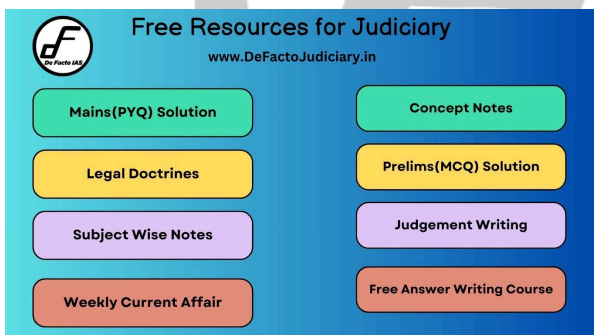 Free Resources for Judiciary
www.DeFactoJudiciary.in
De Facto IAS
Mains(PYQ) Solution
Concept Notes
Legal Doctrines
Prelims(MCQ) Solution
Subject Wise Notes
Judgement Writing
Weekly Current Affair
Free Answer Writing Course